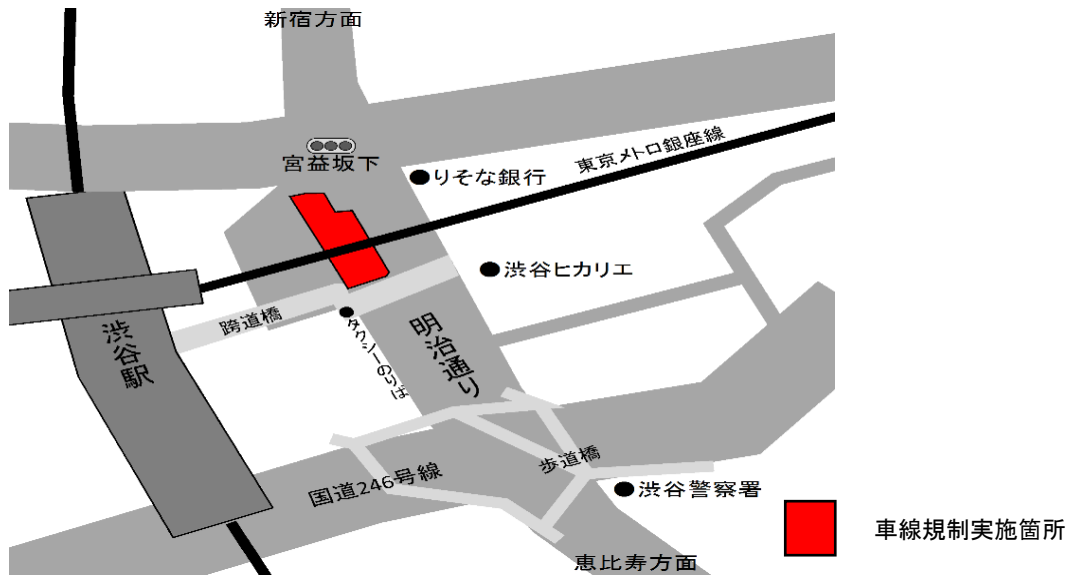 新宿方面
宮益坂下
りそな銀行
東京メトロ銀座線
渋谷ヒカリエ
跨道橋
渋谷駅
タクシーのりば
明治通り
歩道橋
国道246号線
渋谷警察署
車線規制実施箇所
恵比寿方面